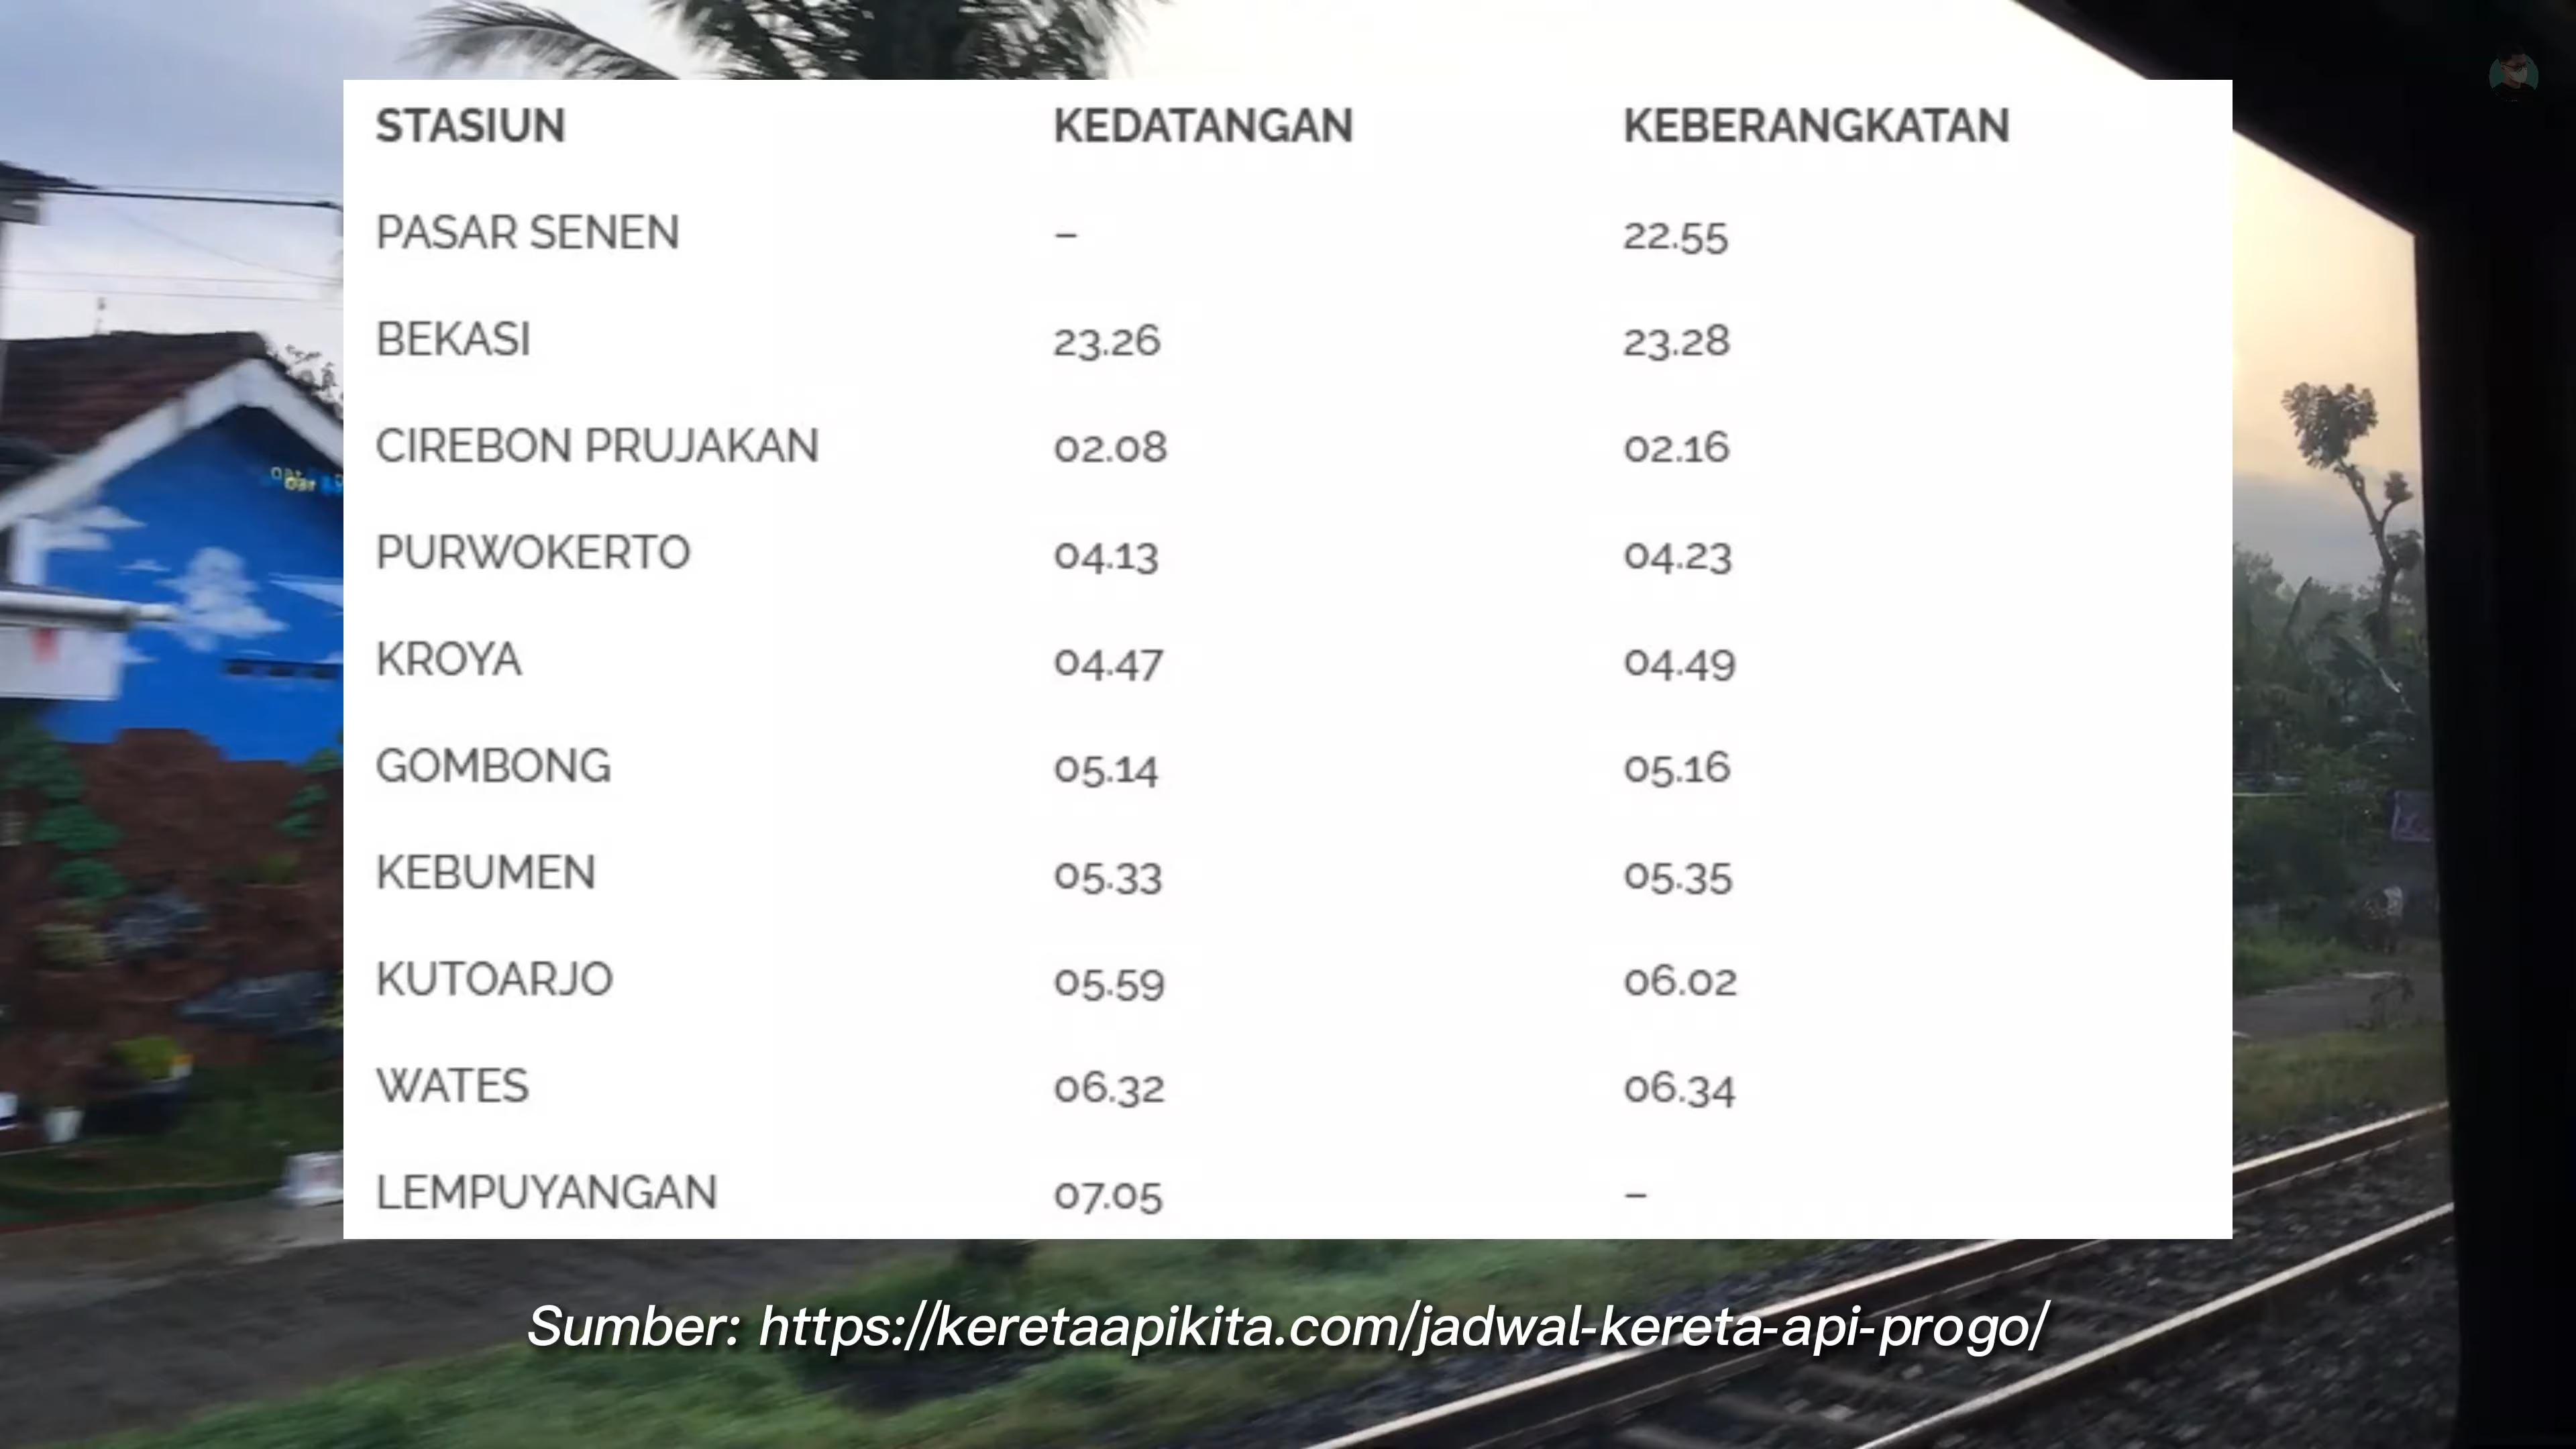 STASIUN KEDATANGAN KEBERANGKATAN
PASAR SENEN – 22.55
BEKASI 23.26 23.28
CIREBON PRUJAKAN 02.08 02.16
PURWOKERTO 04.13 04.23
KROYA 04.47 04.49
GOMBONG 05.14 05.16
KEBUMEN 05.33 05.35
KUTOARJO 05.59 06.02
WATES 06.32 06.34
LEMPUYANGAN 07.05 –
Sumber: https://keretaapikita.com/jadwal-kereta-api-progo/